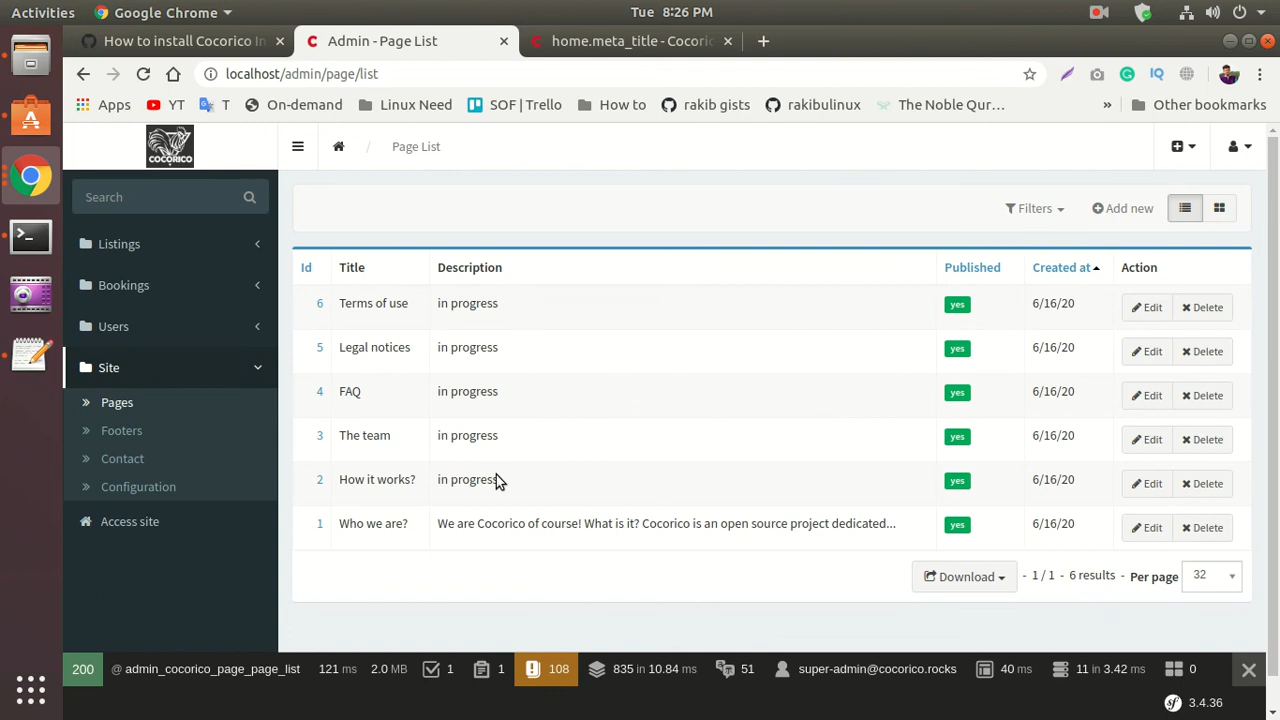 Activities Google Chrome Tue 8:26 PM
How to install Cocorico In Admin - Page List home.meta_title - Cocoric
localhost/admin/page/list
Apps YT T On-demand Linux Need SOF | Trello How to rakib gists rakibulinux The Noble Qur... » Other bookmarks
COCORICO / Page List
Search
Filters Add new
Listings
Bookings
Users
Site
Pages
Footers
Contact
Configuration
Access site
Id Title Description Published Created at Action
6 Terms of use in progress yes 6/16/20 Edit Delete
5 Legal notices in progress yes 6/16/20 Edit Delete
4 FAQ in progress yes 6/16/20 Edit Delete
3 The team in progress yes 6/16/20 Edit Delete
2 How it works? in progress yes 6/16/20 Edit Delete
1 Who we are? We are Cocorico of course! What is it? Cocorico is an open source project dedicated... yes 6/16/20 Edit Delete
Download - 1 / 1 - 6 results - Per page 32
200 @ admin_cocorico_page_page_list 121 ms 2.0 MB 1 1 108 835 in 10.84 ms 51 super-admin@cocorico.rocks 40 ms 11 in 3.42 ms 0
sf 3.4.36